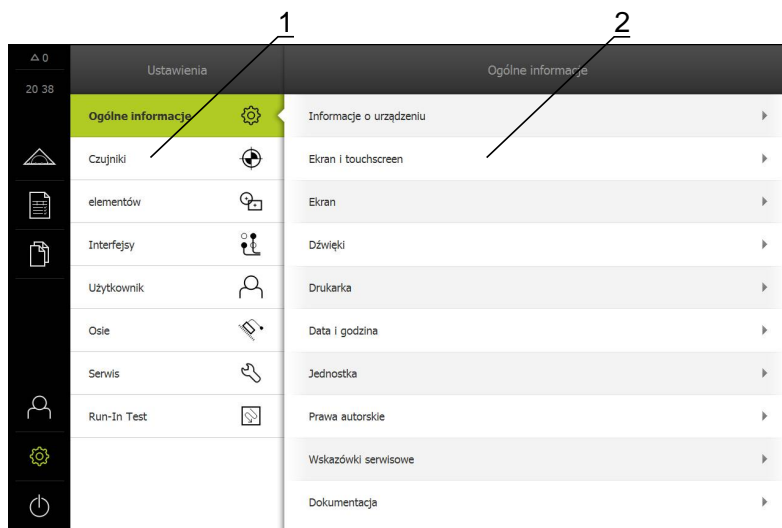 1
2
△ 0
20 38
Ustawienia
Ogólne informacje
Ogólne informacje
Czujniki
elementów
Interfejsy
Użytkownik
Osie
Serwis
Run-In Test
Informacje o urządzeniu
Ekran i touchscreen
Ekran
Dźwięki
Drukarka
Data i godzina
Jednostka
Prawa autorskie
Wskazówki serwisowe
Dokumentacja